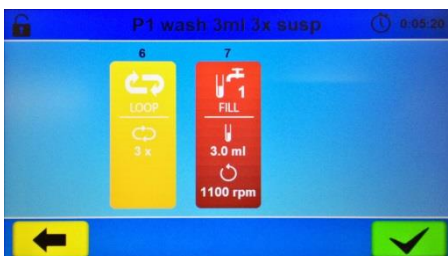 P1 wash 3ml 3x susp
0:05:20
6
7
LOOP
3 x
1
FILL
3.0 ml
1100 rpm